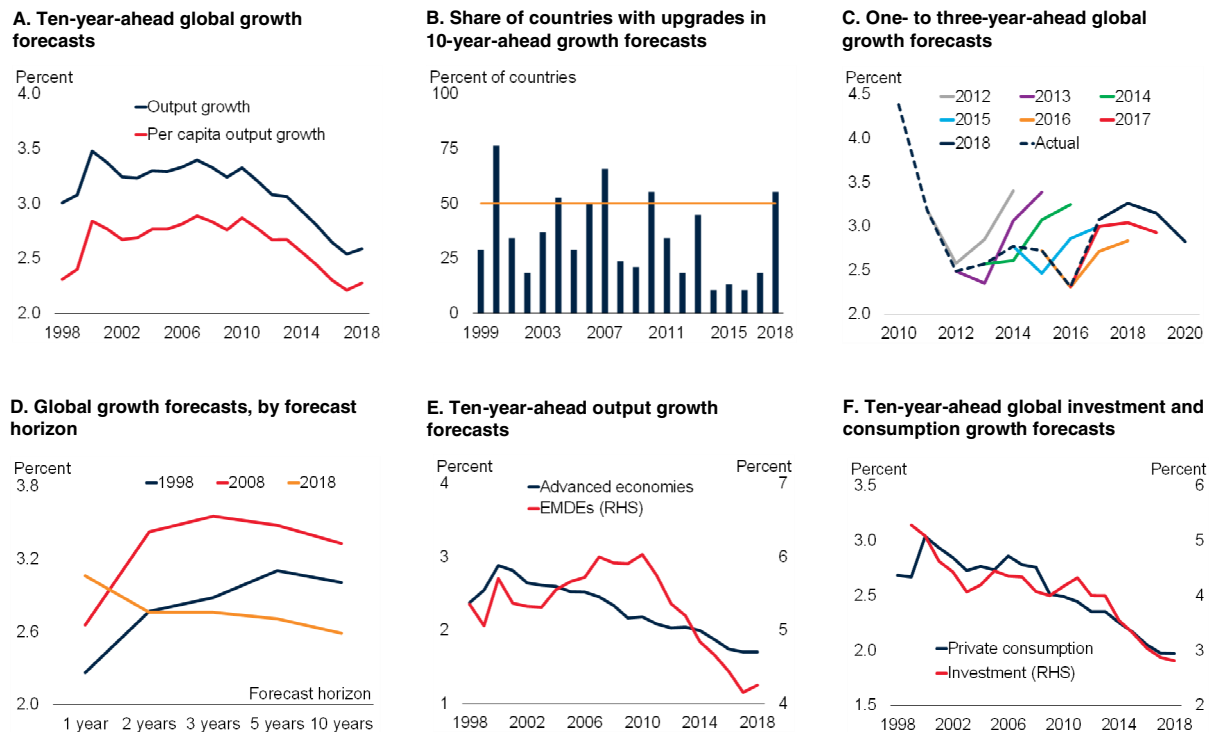 A. Ten-year-ahead global growth
forecasts
Percent
4.0
3.5
3.0
2.5
2.0
Output growth
Per capita output growth
1998 2002 2006 2010 2014 2018
B. Share of countries with upgrades in
10-year-ahead growth forecasts
Percent of countries
100
75
50
25
0
1999 2003 2007 2011 2015 2018
C. One- to three-year-ahead global
growth forecasts
Percent
4.5
4.0
3.5
3.0
2.5
2.0
2012 2013 2014
2015 2016 2017
2018 Actual
2010 2012 2014 2016 2018 2020
D. Global growth forecasts, by forecast
horizon
Percent
3.8
3.2
2.6
2.0
1998 2008 2018
Forecast horizon
1 year 2 years 3 years 5 years 10 years
E. Ten-year-ahead output growth
forecasts
Percent Percent
4 7
3 6
2 5
1 4
Advanced economies
EMDEs (RHS)
1998 2002 2006 2010 2014 2018
F. Ten-year-ahead global investment and
consumption growth forecasts
Percent Percent
3.5 6
3.0 5
2.5 4
2.0 3
1.5 2
Private consumption
Investment (RHS)
1998 2002 2006 2010 2014 2018